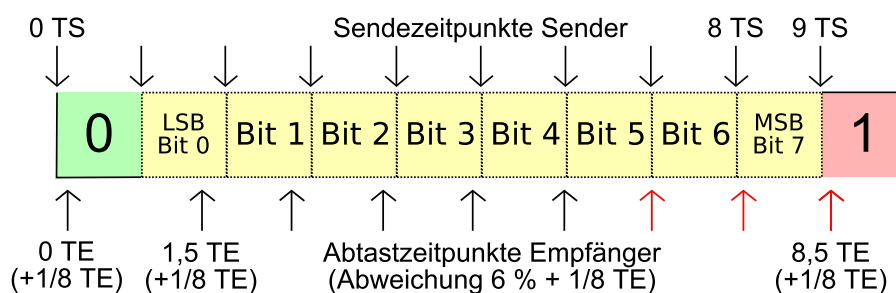 0 TS Sendezeitpunkte Sender 8 TS 9 TS
0 LSB Bit 1 Bit 2 Bit 3 Bit 4 Bit 5 Bit 6 MSB 1
Bit 0 Bit 7
0 TE 1,5 TE Abtastzeitpunkte Empfänger 8,5 TE
(+1/8 TE) (+1/8 TE) (Abweichung 6 % + 1/8 TE) (+1/8 TE)